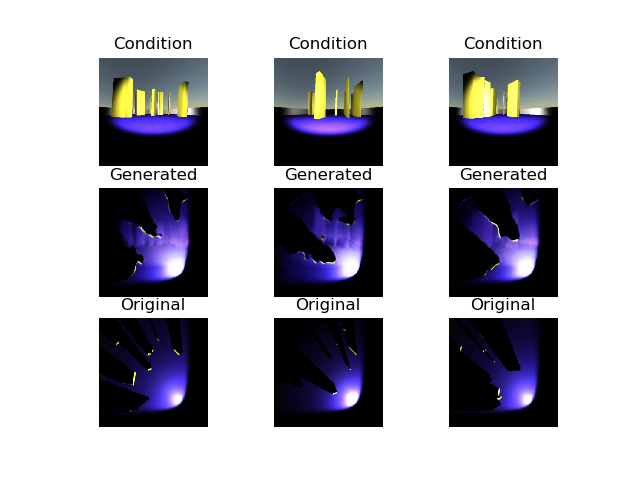 Condition Condition Condition
Generated Generated Generated
Original Original Original